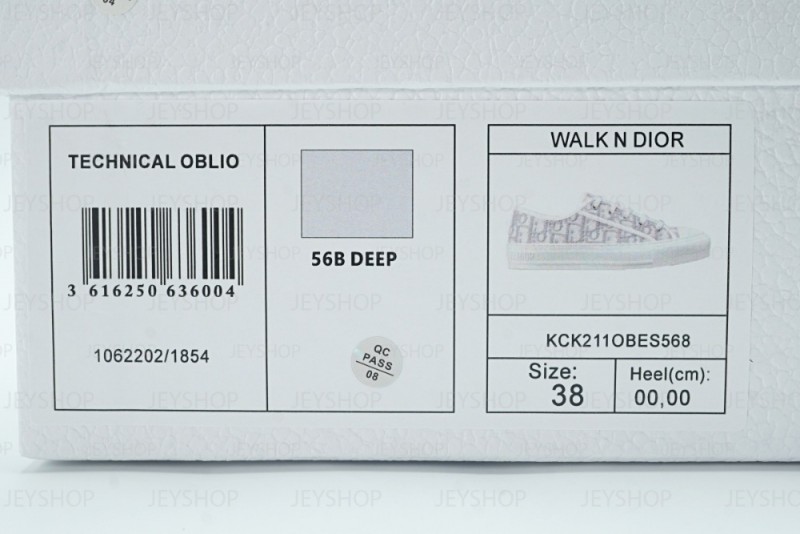 TECHNICAL OBLIO
3 616250 636004
1062202/1854
56B DEEP
QC
PASS
08
WALK N DIOR
KCK211OBES568
Size:
38
Heel(cm):
00,00
JEYSHOP